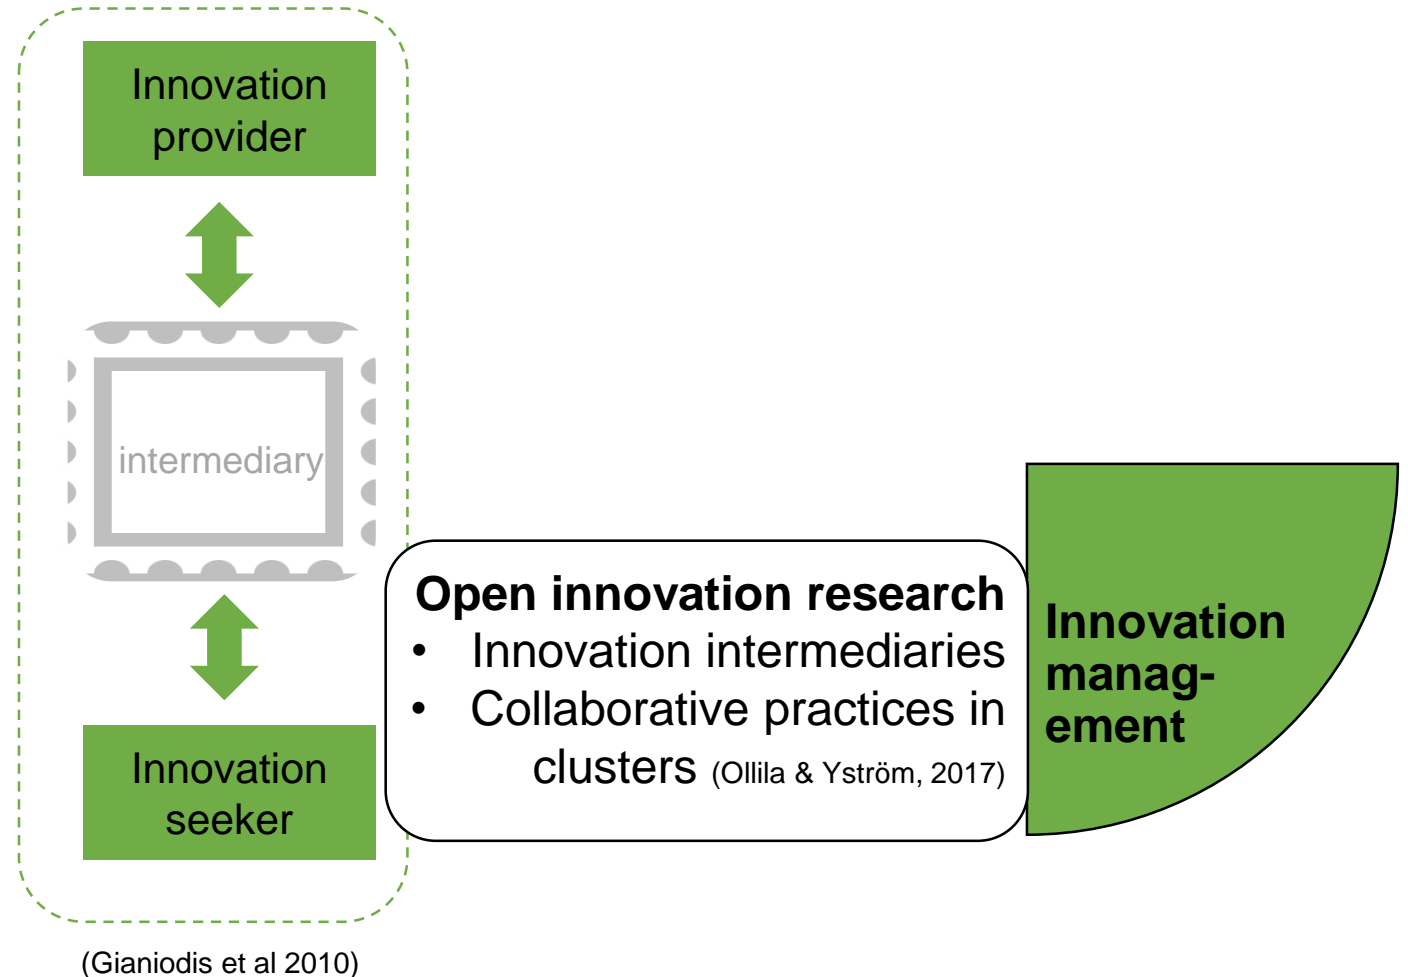 Innovation
provider
intermediary
Innovation
seeker
(Gianiodis et al 2010)
Open innovation research
• Innovation intermediaries
• Collaborative practices in
clusters (Ollila & Yström, 2017)
Innovation
manag-
ement